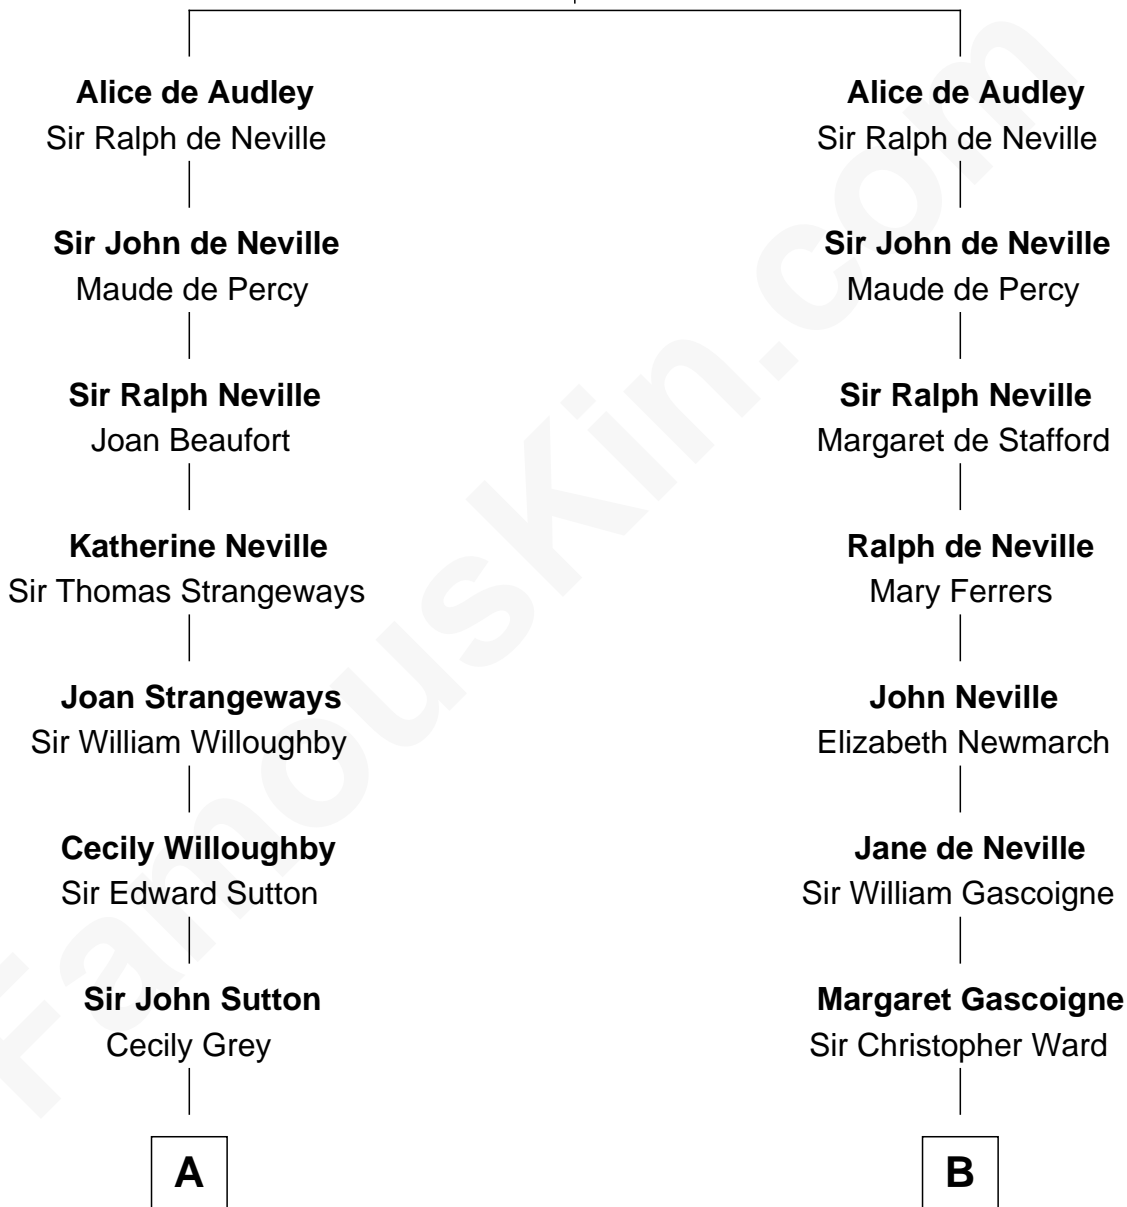 Alice de Audley
Sir Ralph de Neville
Sir John de Neville
Maude de Percy
Sir Ralph Neville
Joan Beaufort
Katherine Neville
Sir Thomas Strangeways
Joan Strangeways
Sir William Willoughby
Cecily Willoughby
Sir Edward Sutton
Sir John Sutton
Cecily Grey
A
Alice de Audley
Sir Ralph de Neville
Sir John de Neville
Maude de Percy
Sir Ralph Neville
Margaret de Stafford
Ralph de Neville
Mary Ferrers
John Neville
Elizabeth Newmarch
Jane de Neville
Sir William Gascoigne
Margaret Gascoigne
Sir Christopher Ward
B
FamousKin.com